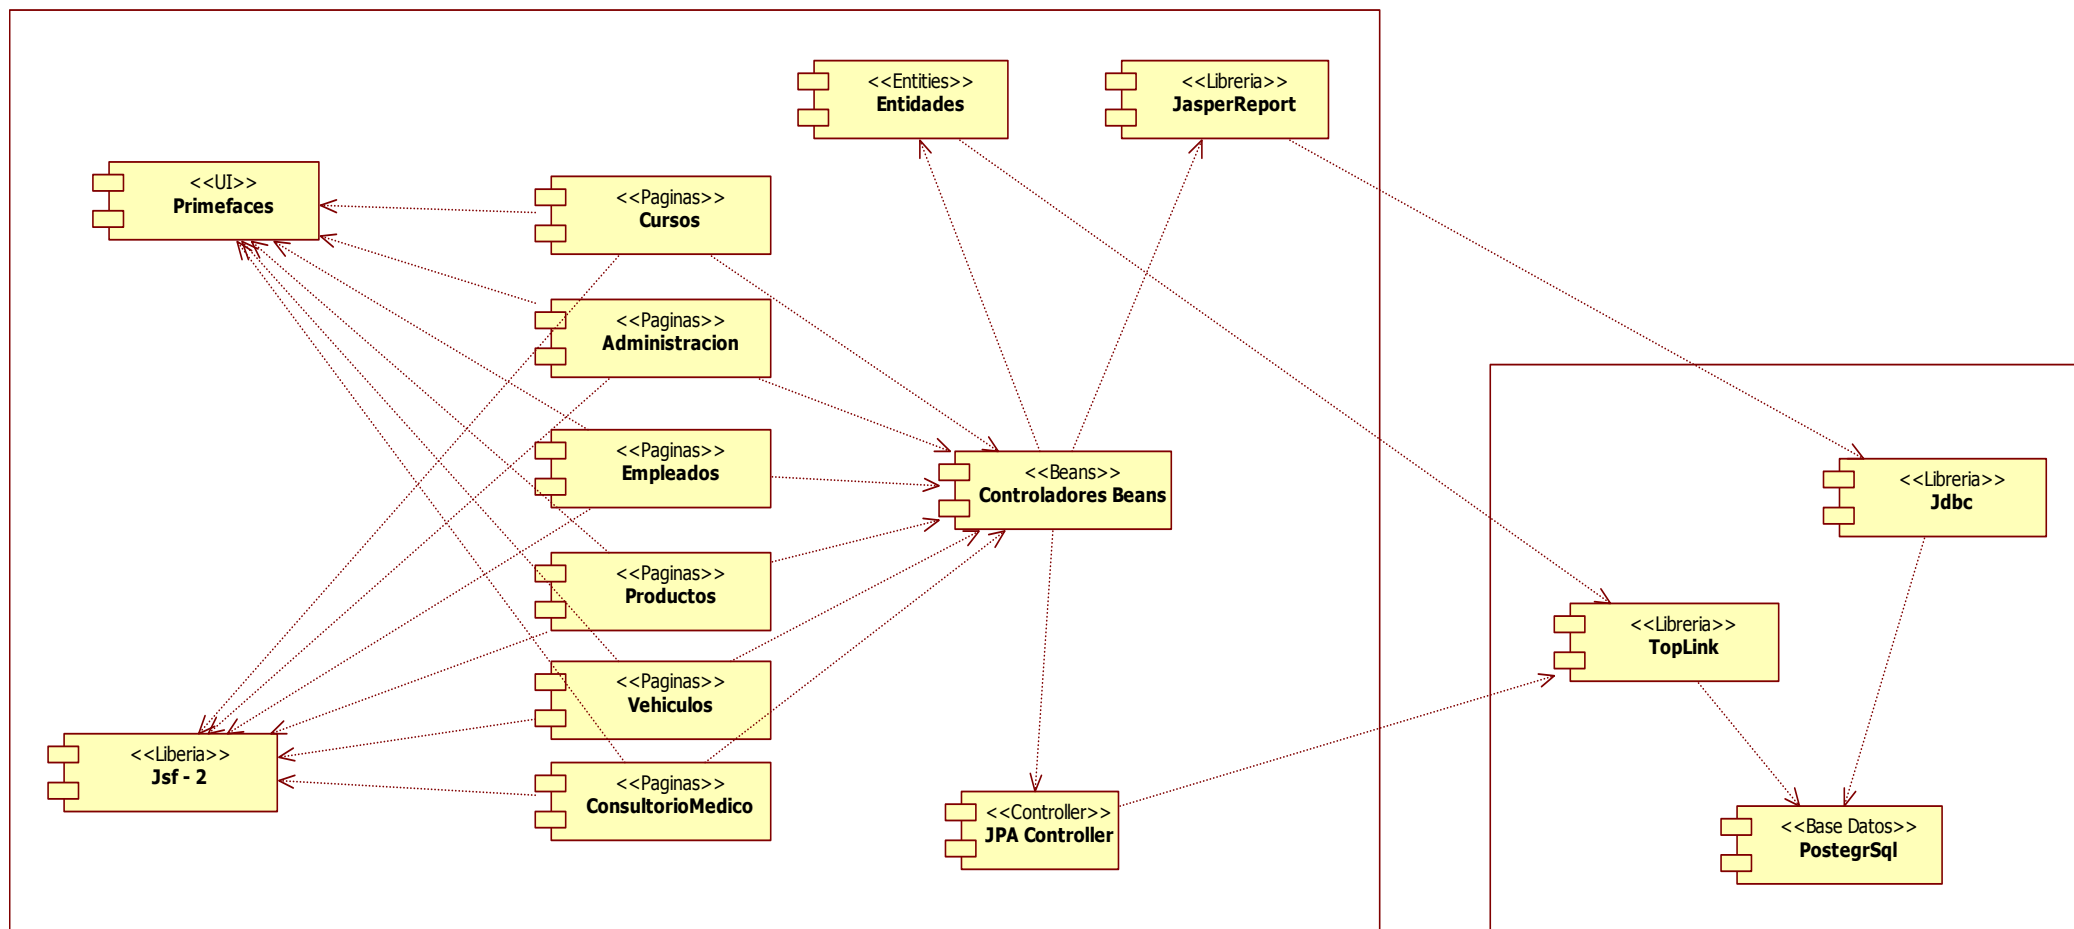 <<Entities>>
Entidades
<<Libreria>>
JasperReport
<<UI>>
Primefaces
<<Paginas>>
Cursos
<<Paginas>>
Administracion
<<Paginas>>
Empleados
<<Beans>>
Controladores Beans
<<Libreria>>
Jdbc
<<Paginas>>
Productos
<<Libreria>>
TopLink
<<Paginas>>
Vehiculos
<<Liberia>>
Jsf - 2
<<Paginas>>
ConsultorioMedico
<<Controller>>
JPA Controller
<<Base Datos>>
PostegrSql